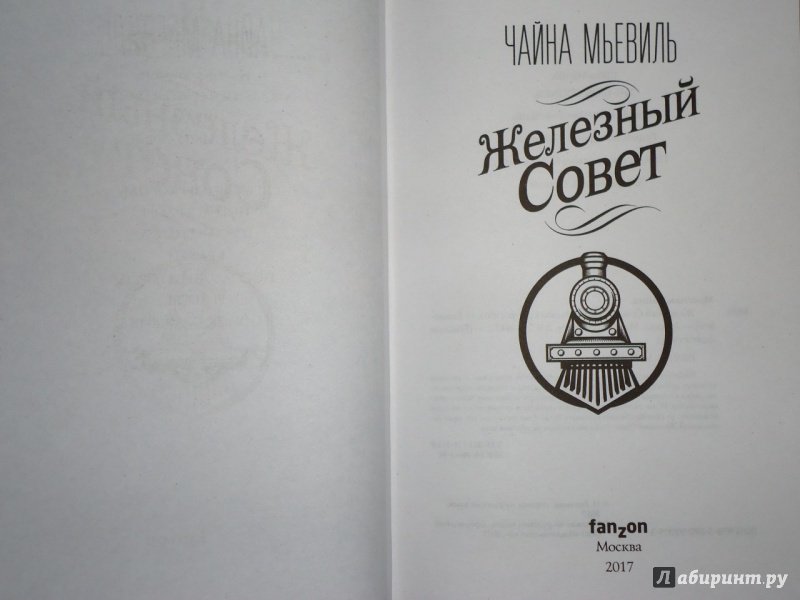 ЧАЙНА МЬЕВИЛЬ
Железный
Совет
fanzon
Москва
2017
Лабиринт.ру